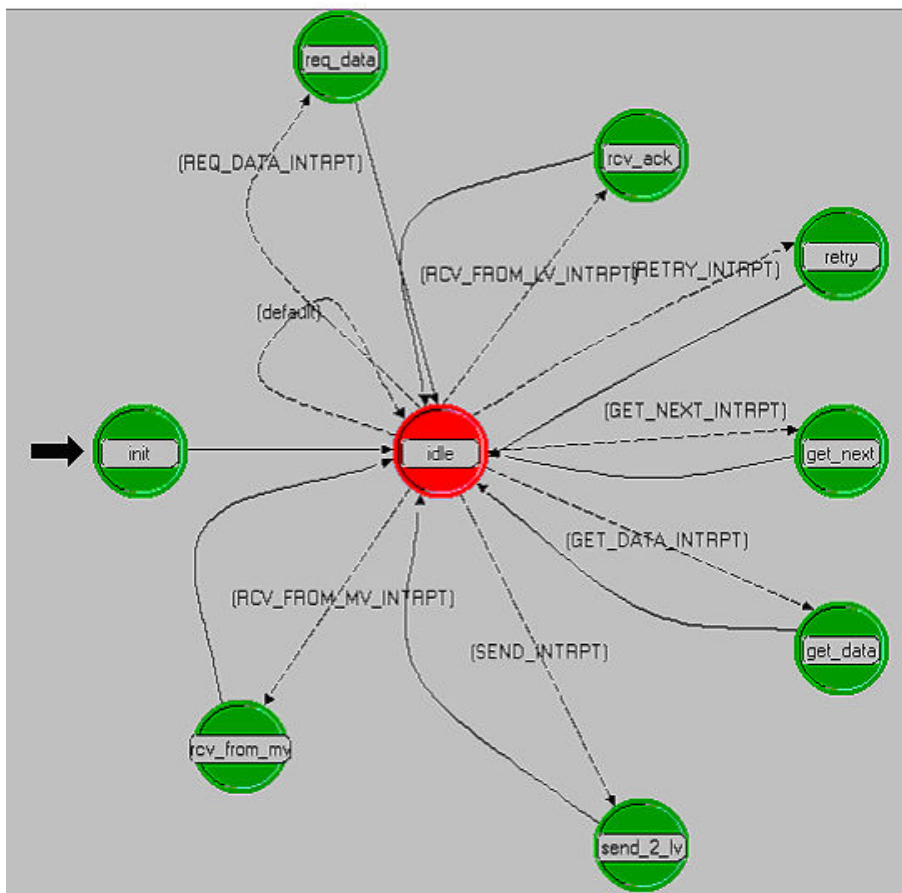 req_data
(REQ_DATA_INTRPT)
rcv_ack
retry
(RCV_FROM_LV_INTRPT)
(RETRY_INTRPT)
(default)
(GET_NEXT_INTRPT)
init
idle
get_next
(GET_DATA_INTRPT)
(RCV_FROM_MV_INTRPT)
(SEND_INTRPT)
get_data
rcv_from_mv
send_2_lv